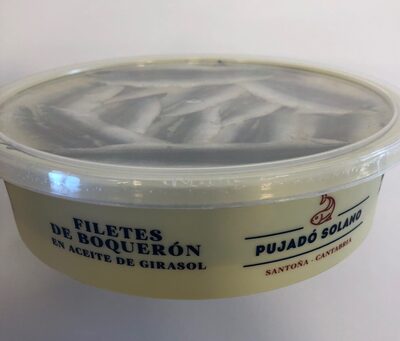 FILETES
DE BOQUERÓN
EN ACEITE DE GIRASOL
PUJADÓ SOLANO
SANTOÑA - CANTABRIA